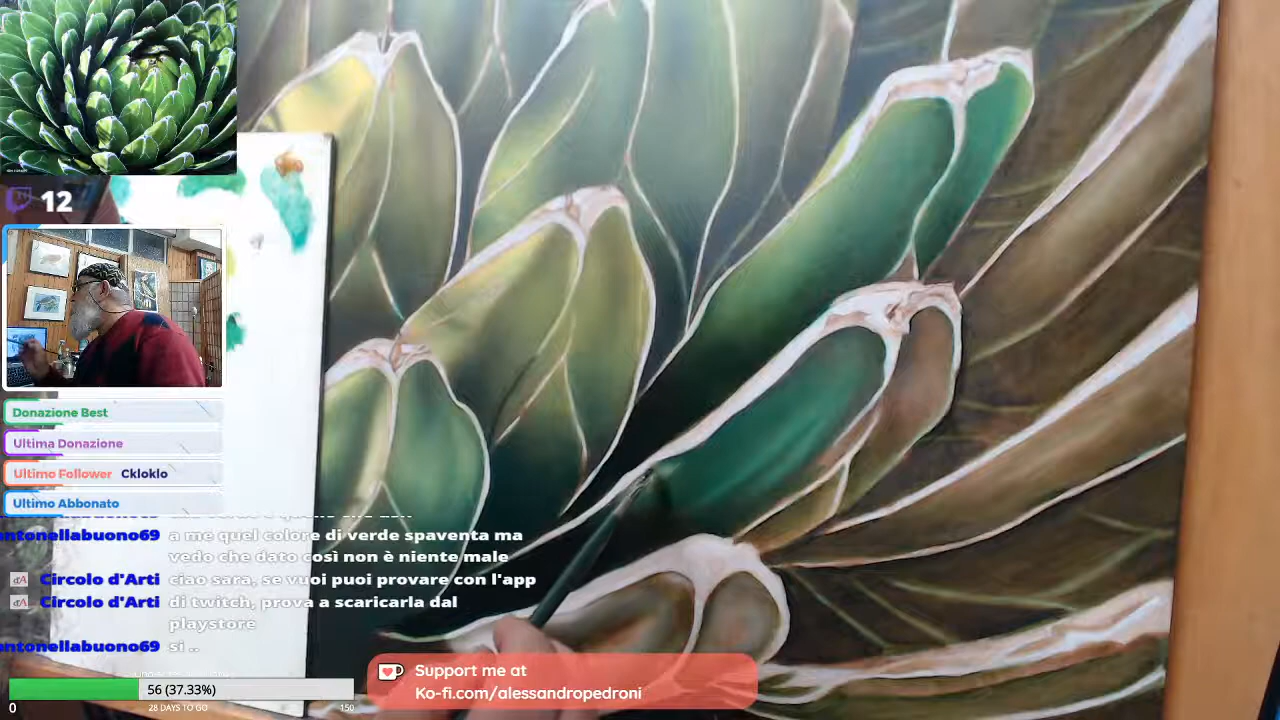 12
Donazione Best
Ultima Donazione
Ultimo Follower Ckloklo
Ultimo Abbonato
antonellabuono69 a me quel colore di verde spaventa ma
vedo che dato così non è niente male
Circolo d'Arti ciao sara, se vuoi puoi provare con l'app
Circolo d'Arti di twitch, prova a scaricarla dal
playstore
antonellabuono69 si ..
56 (37.33%)
0 28 DAYS TO GO 150
Support me at
Ko-fi.com/alessandropedroni